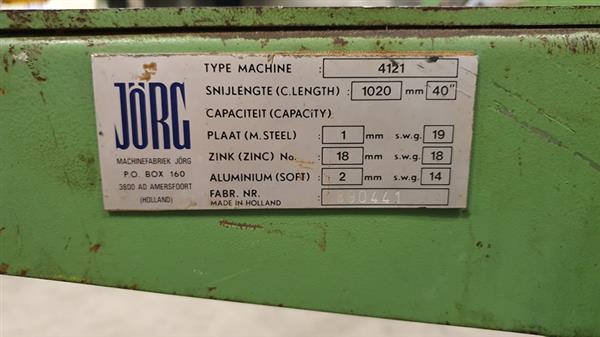 JÖRG
MACHINEFABRIEK JÖRG
P.O. BOX 160
3800 AD AMERSFOORT
(HOLLAND)
TYPE MACHINE : 4121
SNIJLENGTE (C.LENGTH) : 1020 mm 40"
CAPACITEIT (CAPACITY)
PLAAT (M. STEEL) : 1 mm s.w.g. 19
ZINK (ZINC) No. : 18 mm s.w.g. 18
ALUMINIUM (SOFT) : 2 mm s.w.g. 14
FABR. NR. :
MADE IN HOLLAND